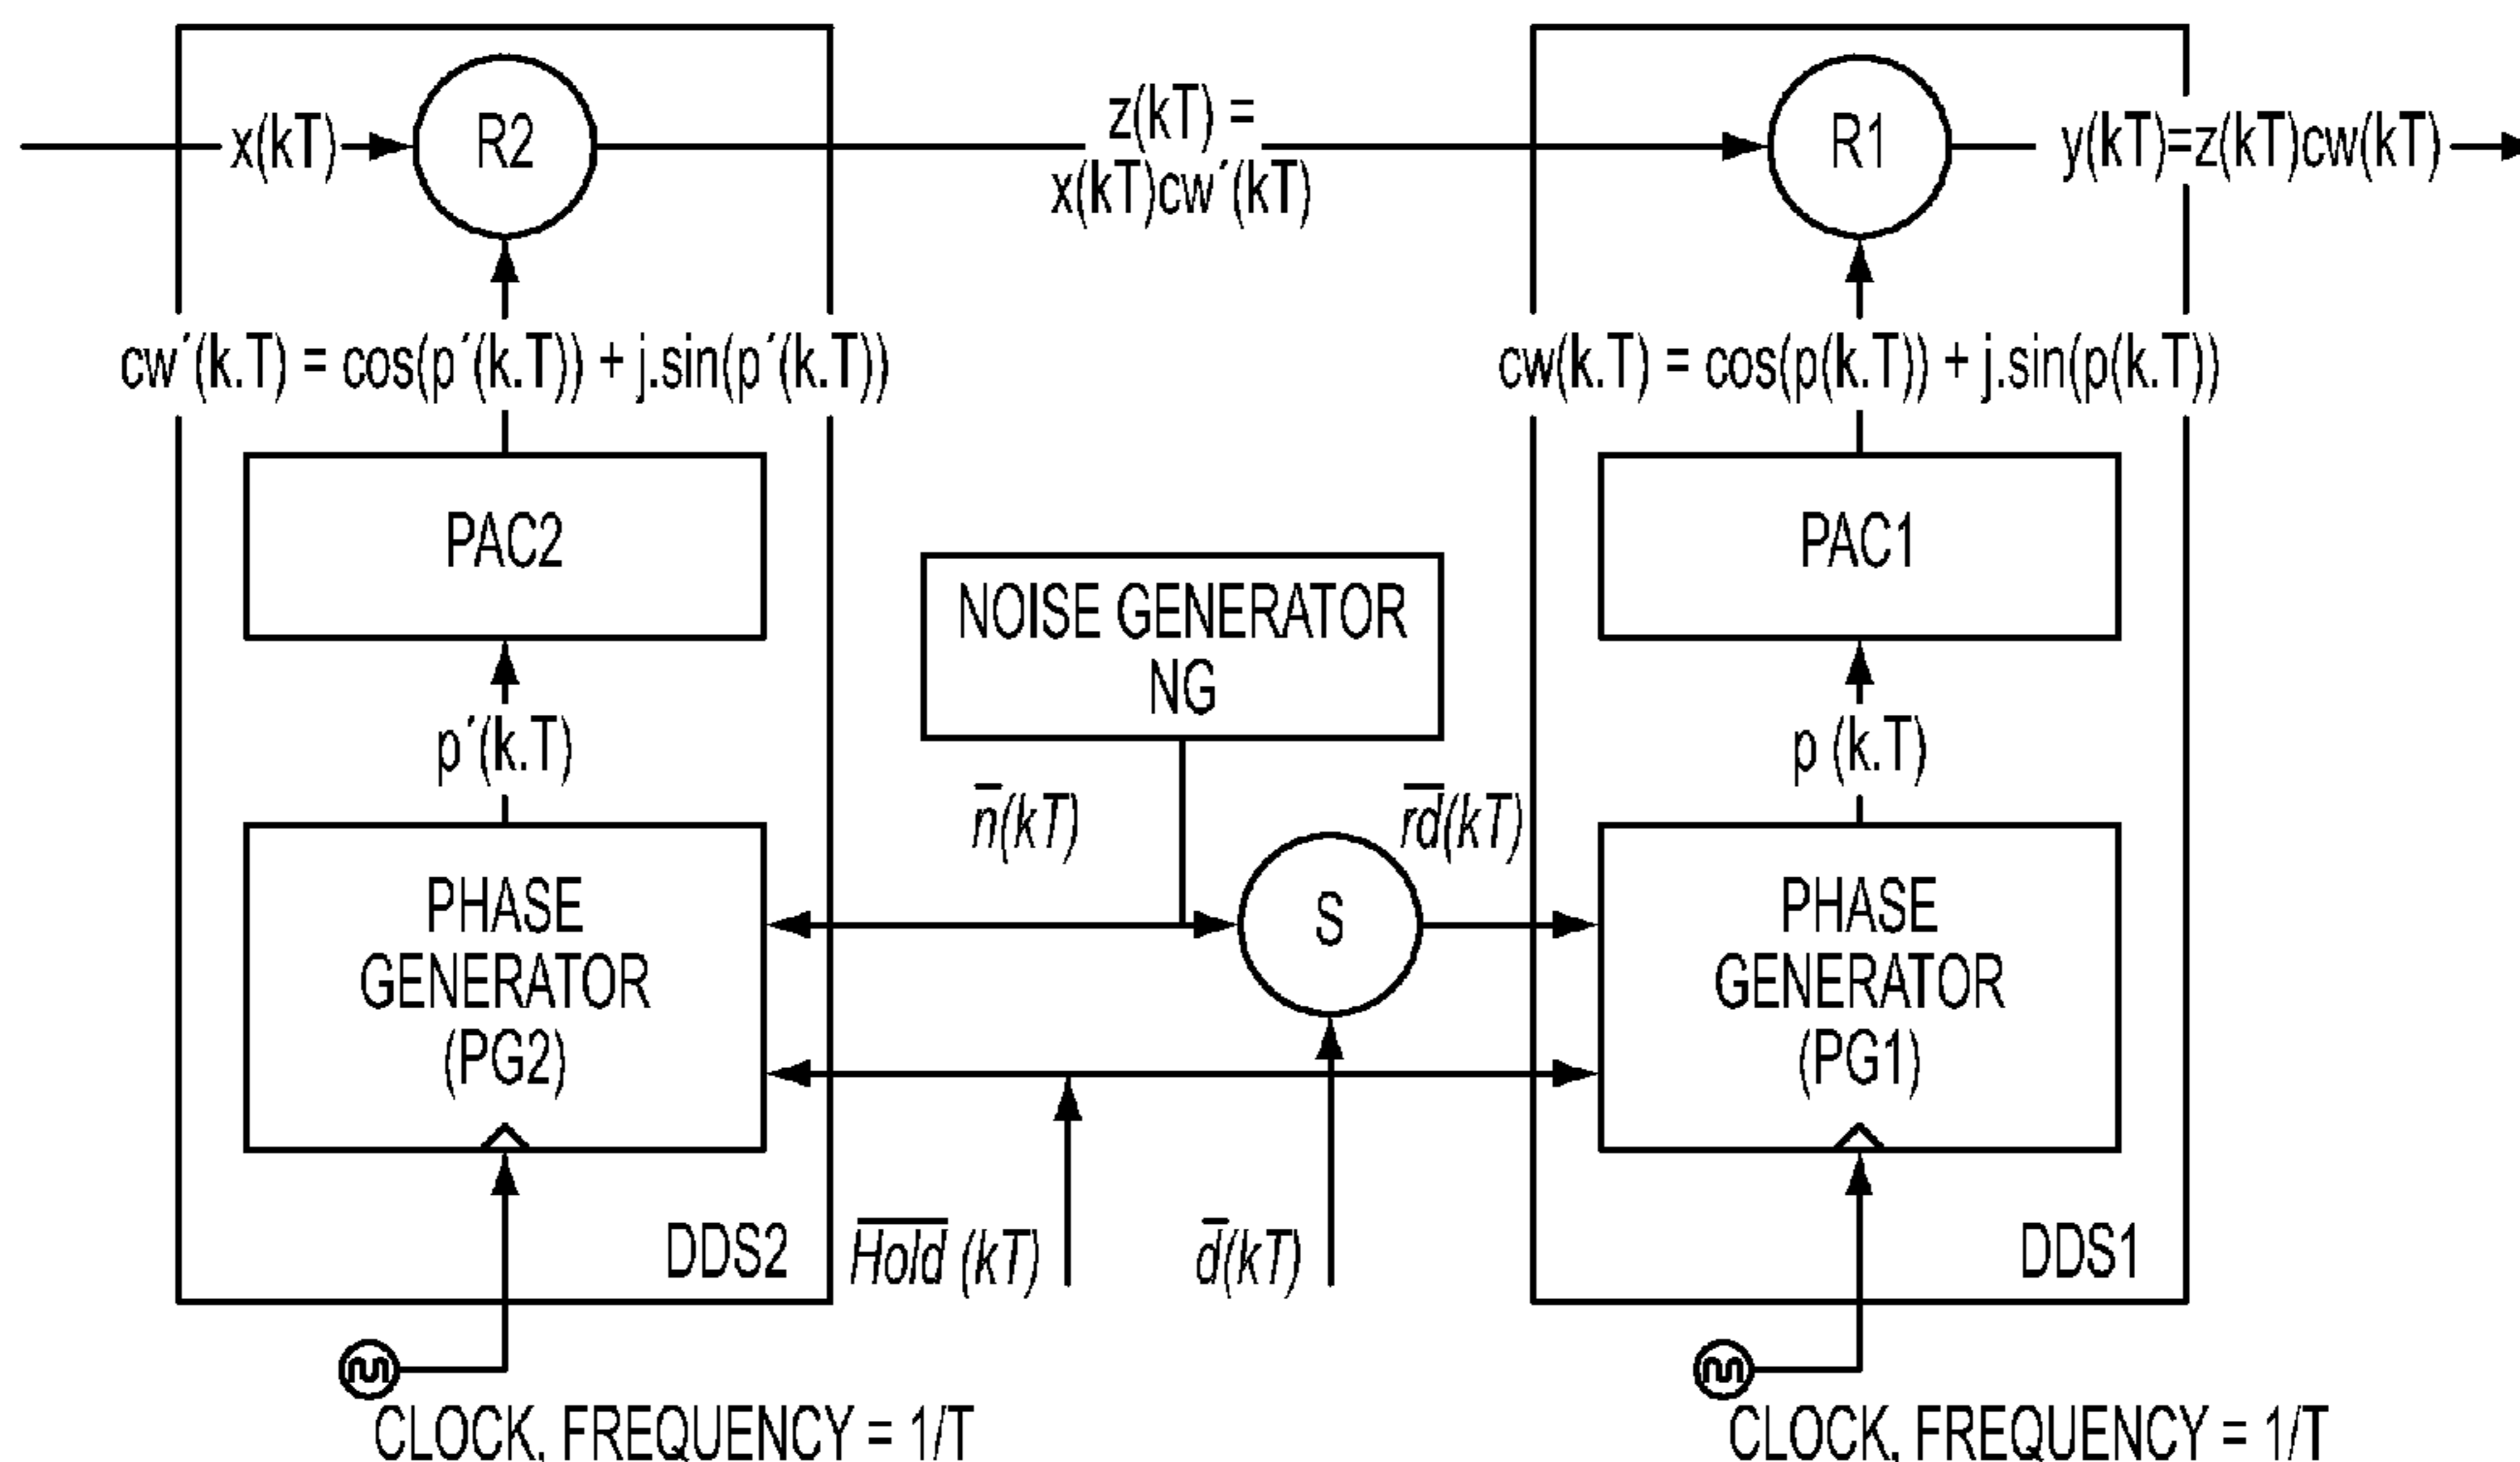 x(kT)
R2
z(kT) =
x(kT)cw´(kT)
R1
y(kT)=z(kT)cw(kT)
cw´(k.T) = cos(p´(k.T)) + j.sin(p´(k.T))
cw(k.T) = cos(p(k.T)) + j.sin(p(k.T))
PAC2
PAC1
NOISE GENERATOR
NG
p´(k.T)
p (k.T)
n̅(kT)
r̅d̅(kT)
PHASE
GENERATOR
(PG2)
S
PHASE
GENERATOR
(PG1)
DDS2
H̅o̅l̅d̅ (kT)
d̅(kT)
DDS1
CLOCK, FREQUENCY = 1/T
CLOCK, FREQUENCY = 1/T